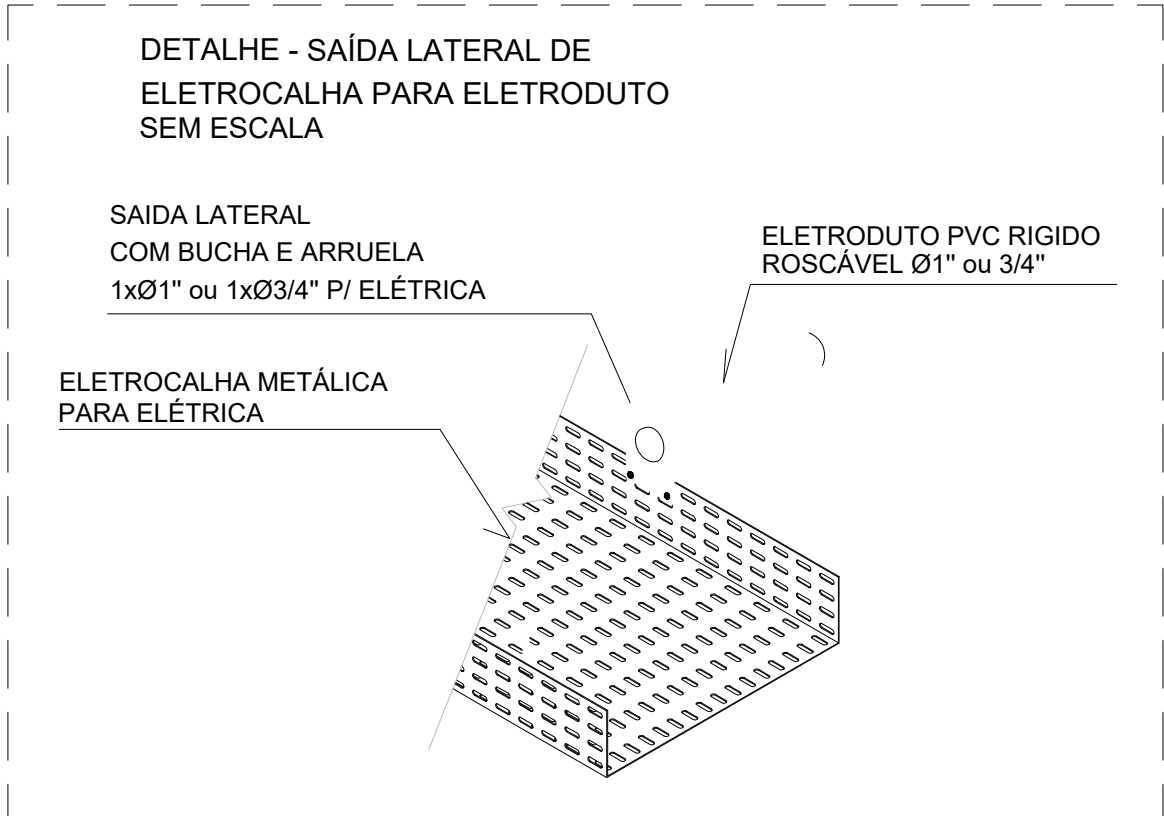 DETALHE - SAÍDA LATERAL DE
ELETROCALHA PARA ELETRODUTO
SEM ESCALA
SAIDA LATERAL
COM BUCHA E ARRUELA
1xØ1" ou 1xØ3/4" P/ ELÉTRICA
ELETRODUTO PVC RIGIDO
ROSCÁVEL Ø1" ou 3/4"
ELETROCALHA METÁLICA
PARA ELÉTRICA